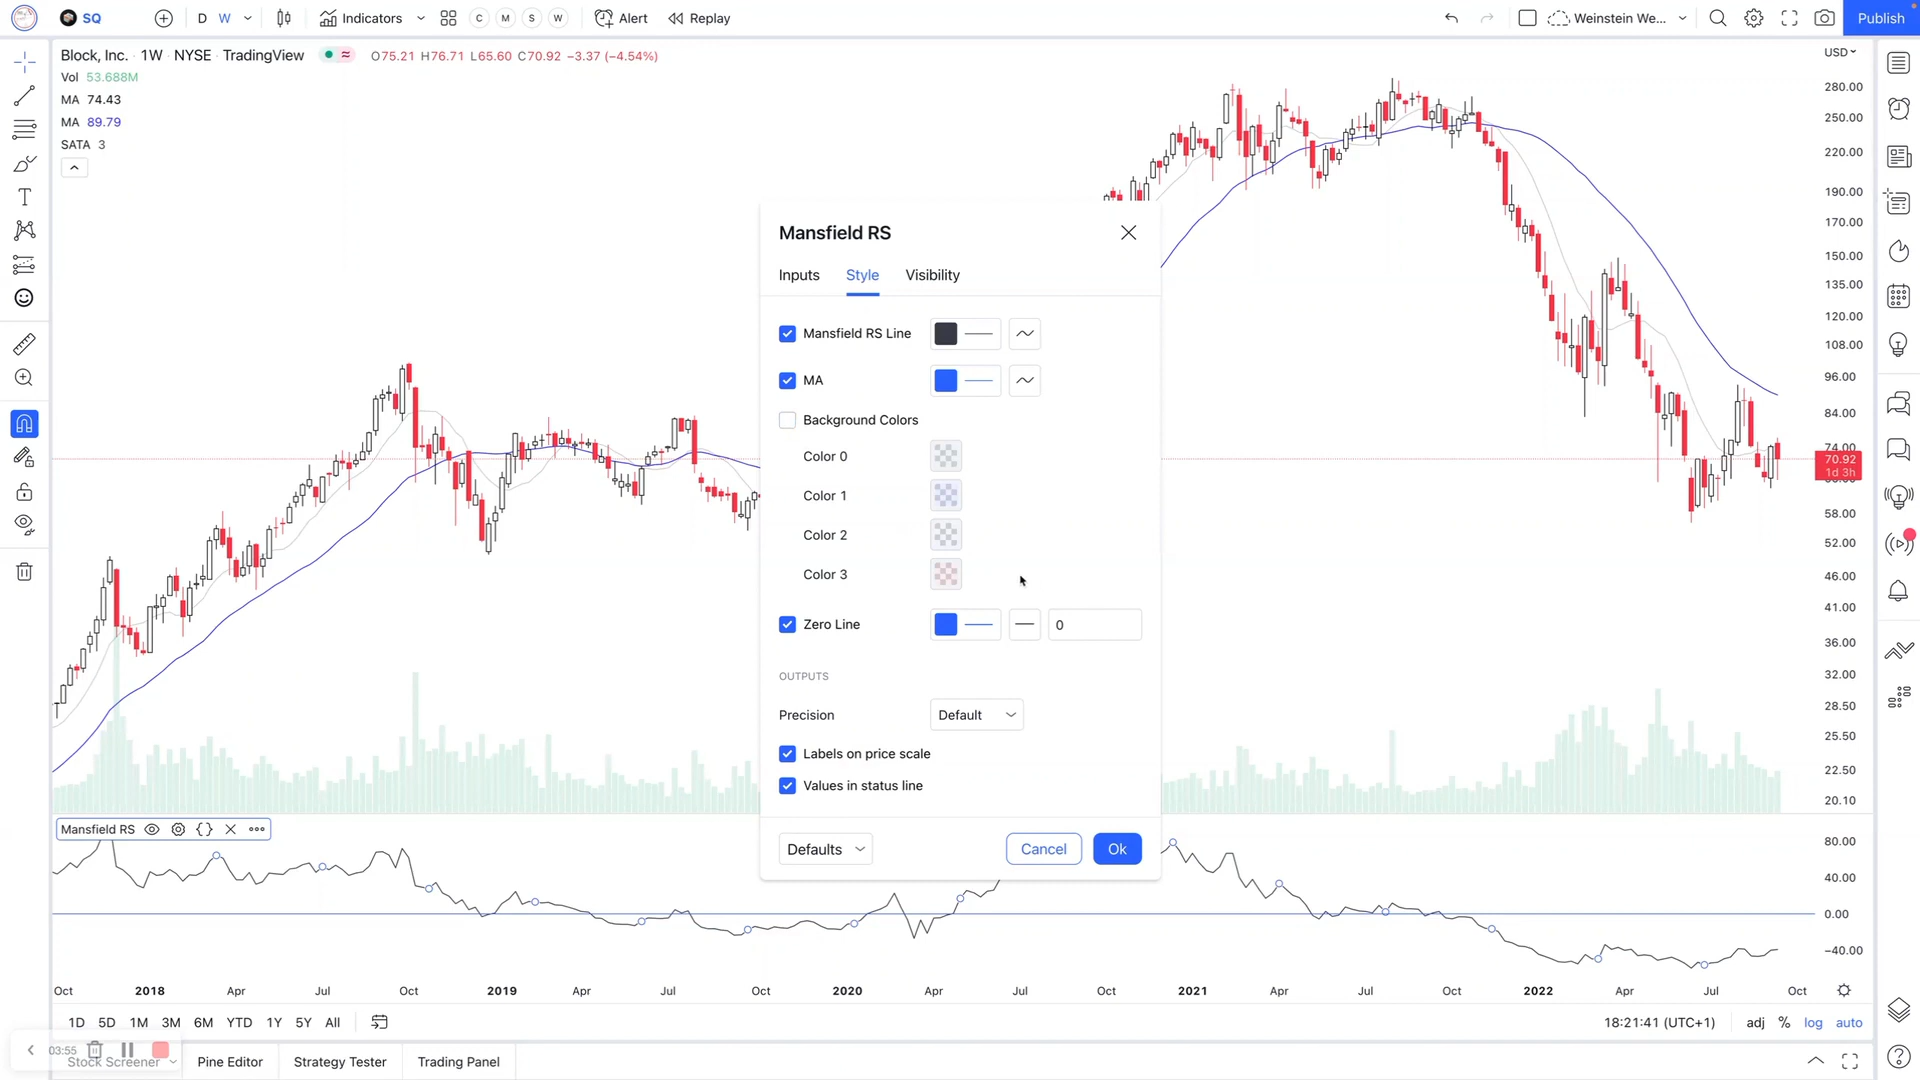 SQ D W Indicators C M S W Alert Replay Weinstein We... Publish
Block, Inc. · 1W · NYSE · TradingView O75.21 H76.71 L65.60 C70.92 −3.37 (−4.54%) USD
Vol 53.688M
MA 74.43
MA 89.79
SATA 3
280.00
250.00
220.00
190.00
170.00
150.00
135.00
120.00
108.00
96.00
84.00
74.00
70.92
1d 3h
58.00
52.00
46.00
41.00
36.00
32.00
28.50
25.50
22.50
20.10
Mansfield RS
Inputs Style Visibility
Mansfield RS Line
MA
Background Colors
Color 0
Color 1
Color 2
Color 3
Zero Line 0
OUTPUTS
Precision Default
Labels on price scale
Values in status line
Defaults Cancel Ok
Mansfield RS
80.00
40.00
0.00
−40.00
Oct 2018 Apr Jul Oct 2019 Apr Jul Oct 2020 Apr Jul Oct 2021 Apr Jul Oct 2022 Apr Jul Oct
1D 5D 1M 3M 6M YTD 1Y 5Y All 18:21:41 (UTC+1) adj % log auto
03:55
Stock Screener Pine Editor Strategy Tester Trading Panel